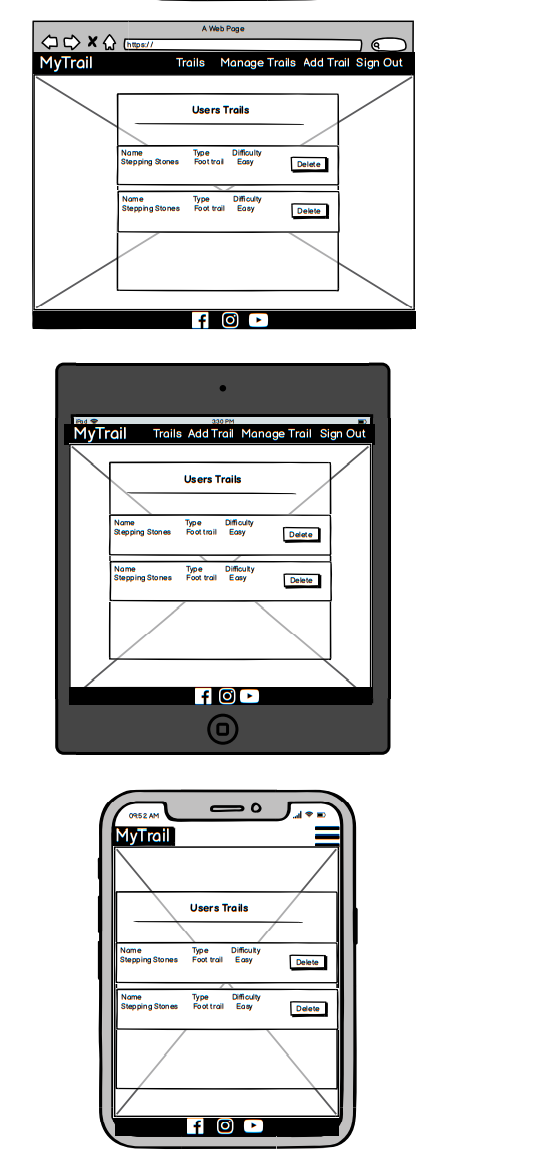 A Web Page
https://
MyTrail Trails Manage Trails Add Trail Sign Out
Users Trails
Name Type Difficulty
Stepping Stones Foot trail Easy Delete
Name Type Difficulty
Stepping Stones Foot trail Easy Delete
iPad 3:30 PM
MyTrail Trails Add Trail Manage Trail Sign Out
Users Trails
Name Type Difficulty
Stepping Stones Foot trail Easy Delete
Name Type Difficulty
Stepping Stones Foot trail Easy Delete
09:52 AM
MyTrail
Users Trails
Name Type Difficulty
Stepping Stones Foot trail Easy Delete
Name Type Difficulty
Stepping Stones Foot trail Easy Delete